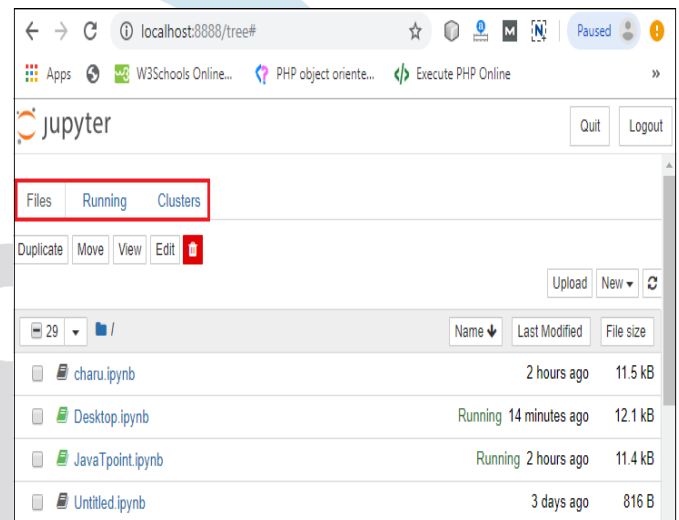 localhost:8888/tree# Paused
Apps W3Schools Online... PHP object oriente... Execute PHP Online »
jupyter Quit Logout
Files Running Clusters
Duplicate Move View Edit
Upload New
29 / Name Last Modified File size
charu.ipynb 2 hours ago 11.5 kB
Desktop.ipynb Running 14 minutes ago 12.1 kB
JavaTpoint.ipynb Running 2 hours ago 11.4 kB
Untitled.ipynb 3 days ago 816 B